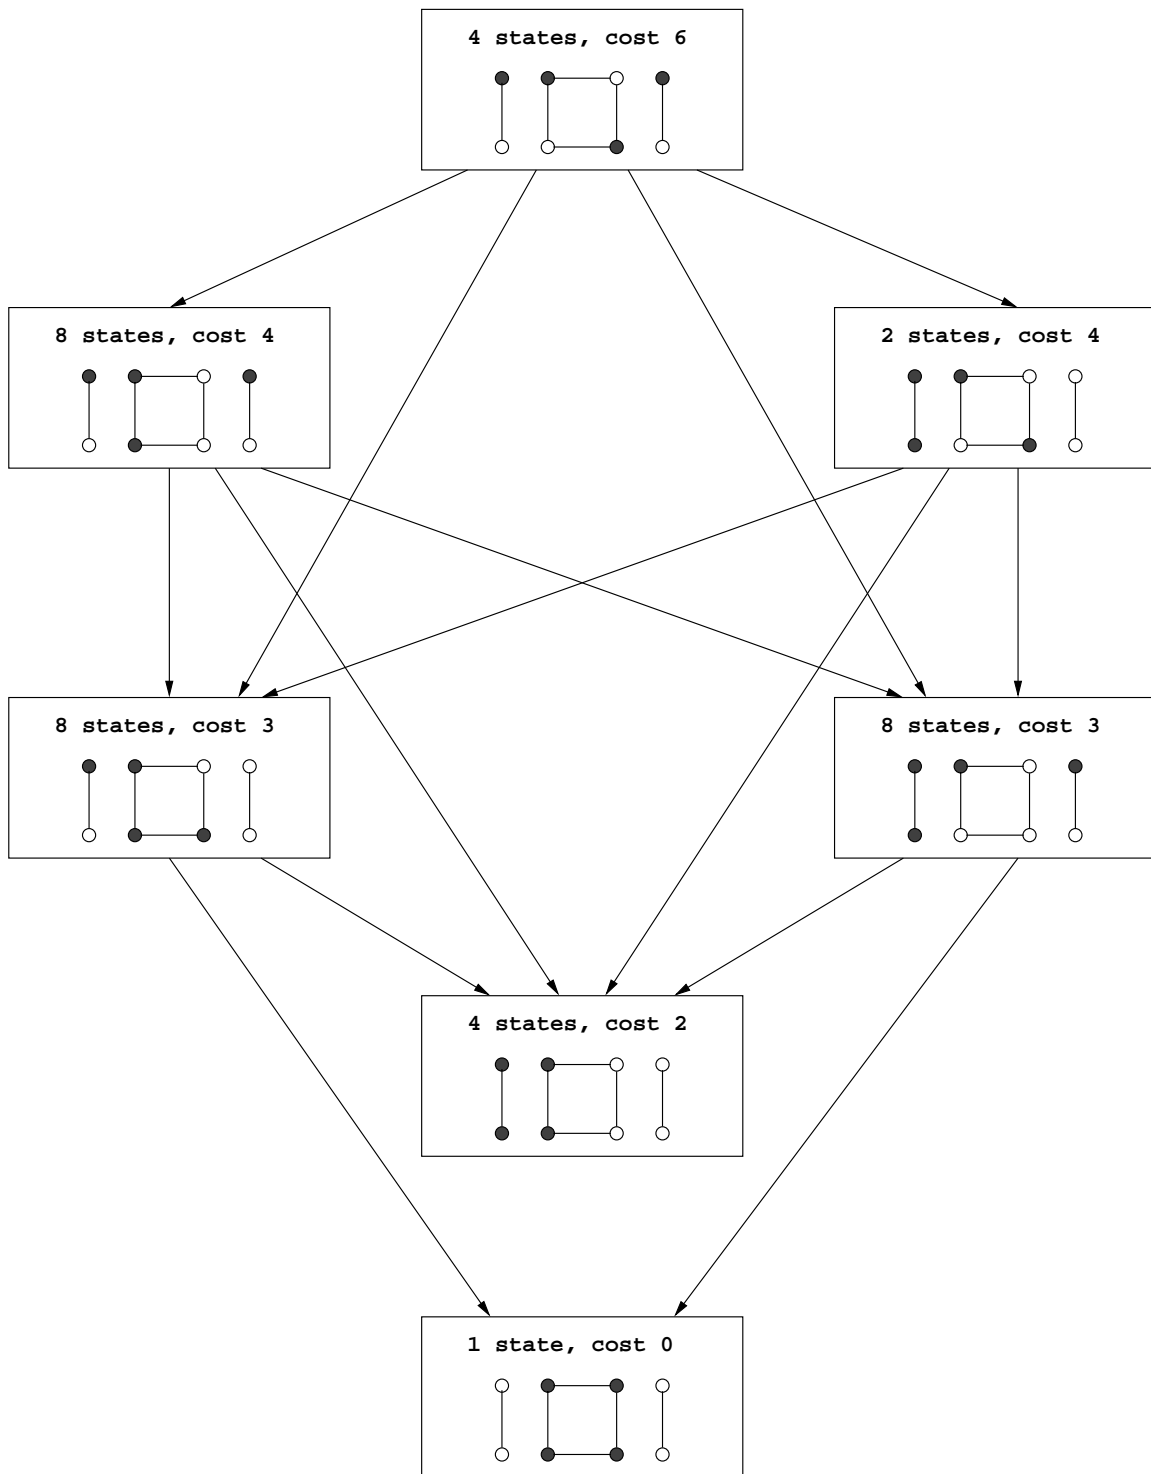 4 states, cost 6
8 states, cost 4
2 states, cost 4
8 states, cost 3
8 states, cost 3
4 states, cost 2
1 state, cost 0